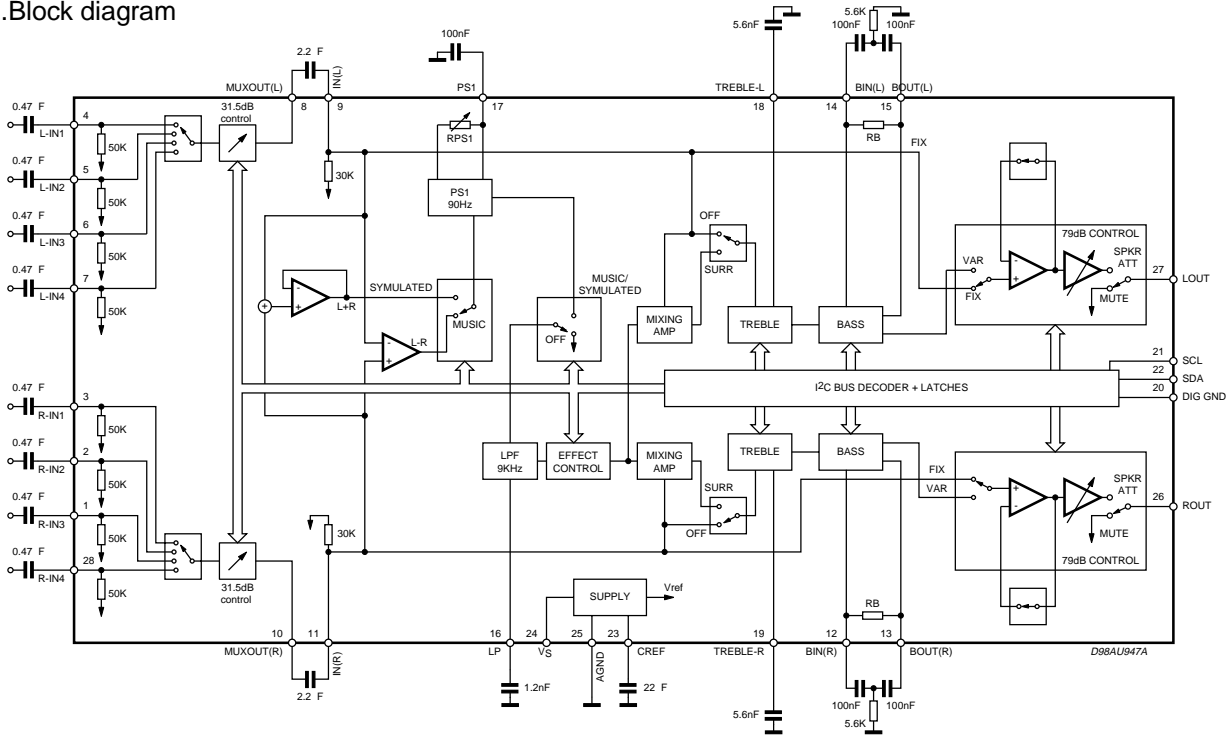 .Block diagram
5.6nF
5.6K
100nF
100nF
100nF
2.2 F
IN(L)
MUXOUT(L)
PS1
TREBLE-L
BIN(L)
BOUT(L)
8
9
17
18
14
15
0.47 F
L-IN1
4
50K
31.5dB
control
30K
RPS1
RB
FIX
0.47 F
L-IN2
5
50K
PS1
90Hz
0.47 F
L-IN3
6
50K
OFF
SURR
79dB CONTROL
0.47 F
L-IN4
7
50K
SYMULATED
L+R
MUSIC
L-R
MUSIC/
SYMULATED
OFF
MIXING
AMP
TREBLE
BASS
VAR
FIX
SPKR
ATT
MUTE
27
LOUT
- + + - +
- +
I2C BUS DECODER + LATCHES
21
SCL
22
SDA
20
DIG GND
0.47 F
R-IN1
3
50K
0.47 F
R-IN2
2
50K
LPF
9KHz
EFFECT
CONTROL
MIXING
AMP
TREBLE
BASS
SURR
OFF
FIX
VAR
+ -
SPKR
ATT
MUTE
26
ROUT
79dB CONTROL
0.47 F
R-IN3
1
50K
30K
0.47 F
R-IN4
28
50K
31.5dB
control
SUPPLY
Vref
RB
10
11
16
24
25
23
19
12
13
MUXOUT(R)
IN(R)
LP
VS
AGND
CREF
TREBLE-R
BIN(R)
BOUT(R)
D98AU947A
2.2 F
1.2nF
22 F
5.6nF
100nF
100nF
5.6K